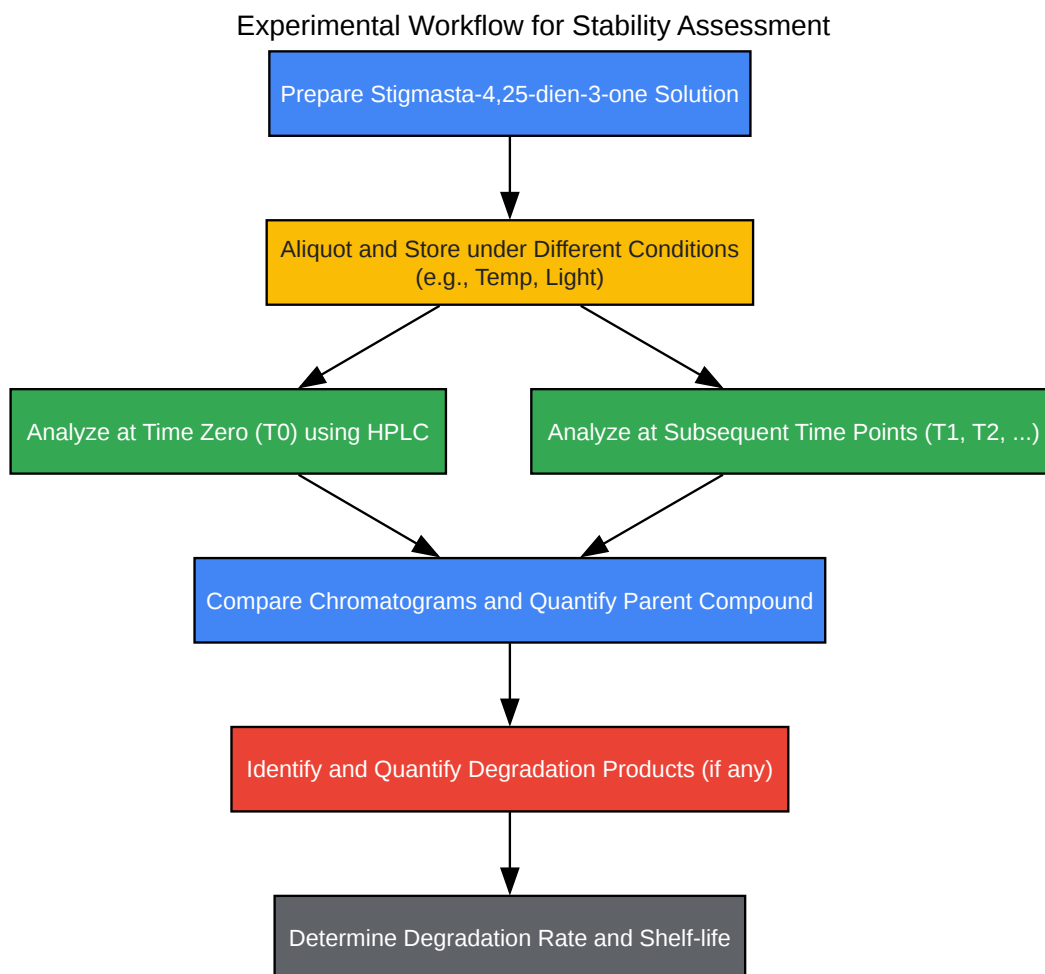 Experimental Workflow for Stability Assessment
Prepare Stigmasta-4,25-dien-3-one Solution
Aliquot and Store under Different Conditions
(e.g., Temp, Light)
Analyze at Time Zero (T0) using HPLC
Analyze at Subsequent Time Points (T1, T2, ...)
Compare Chromatograms and Quantify Parent Compound
Identify and Quantify Degradation Products (if any)
Determine Degradation Rate and Shelf-life